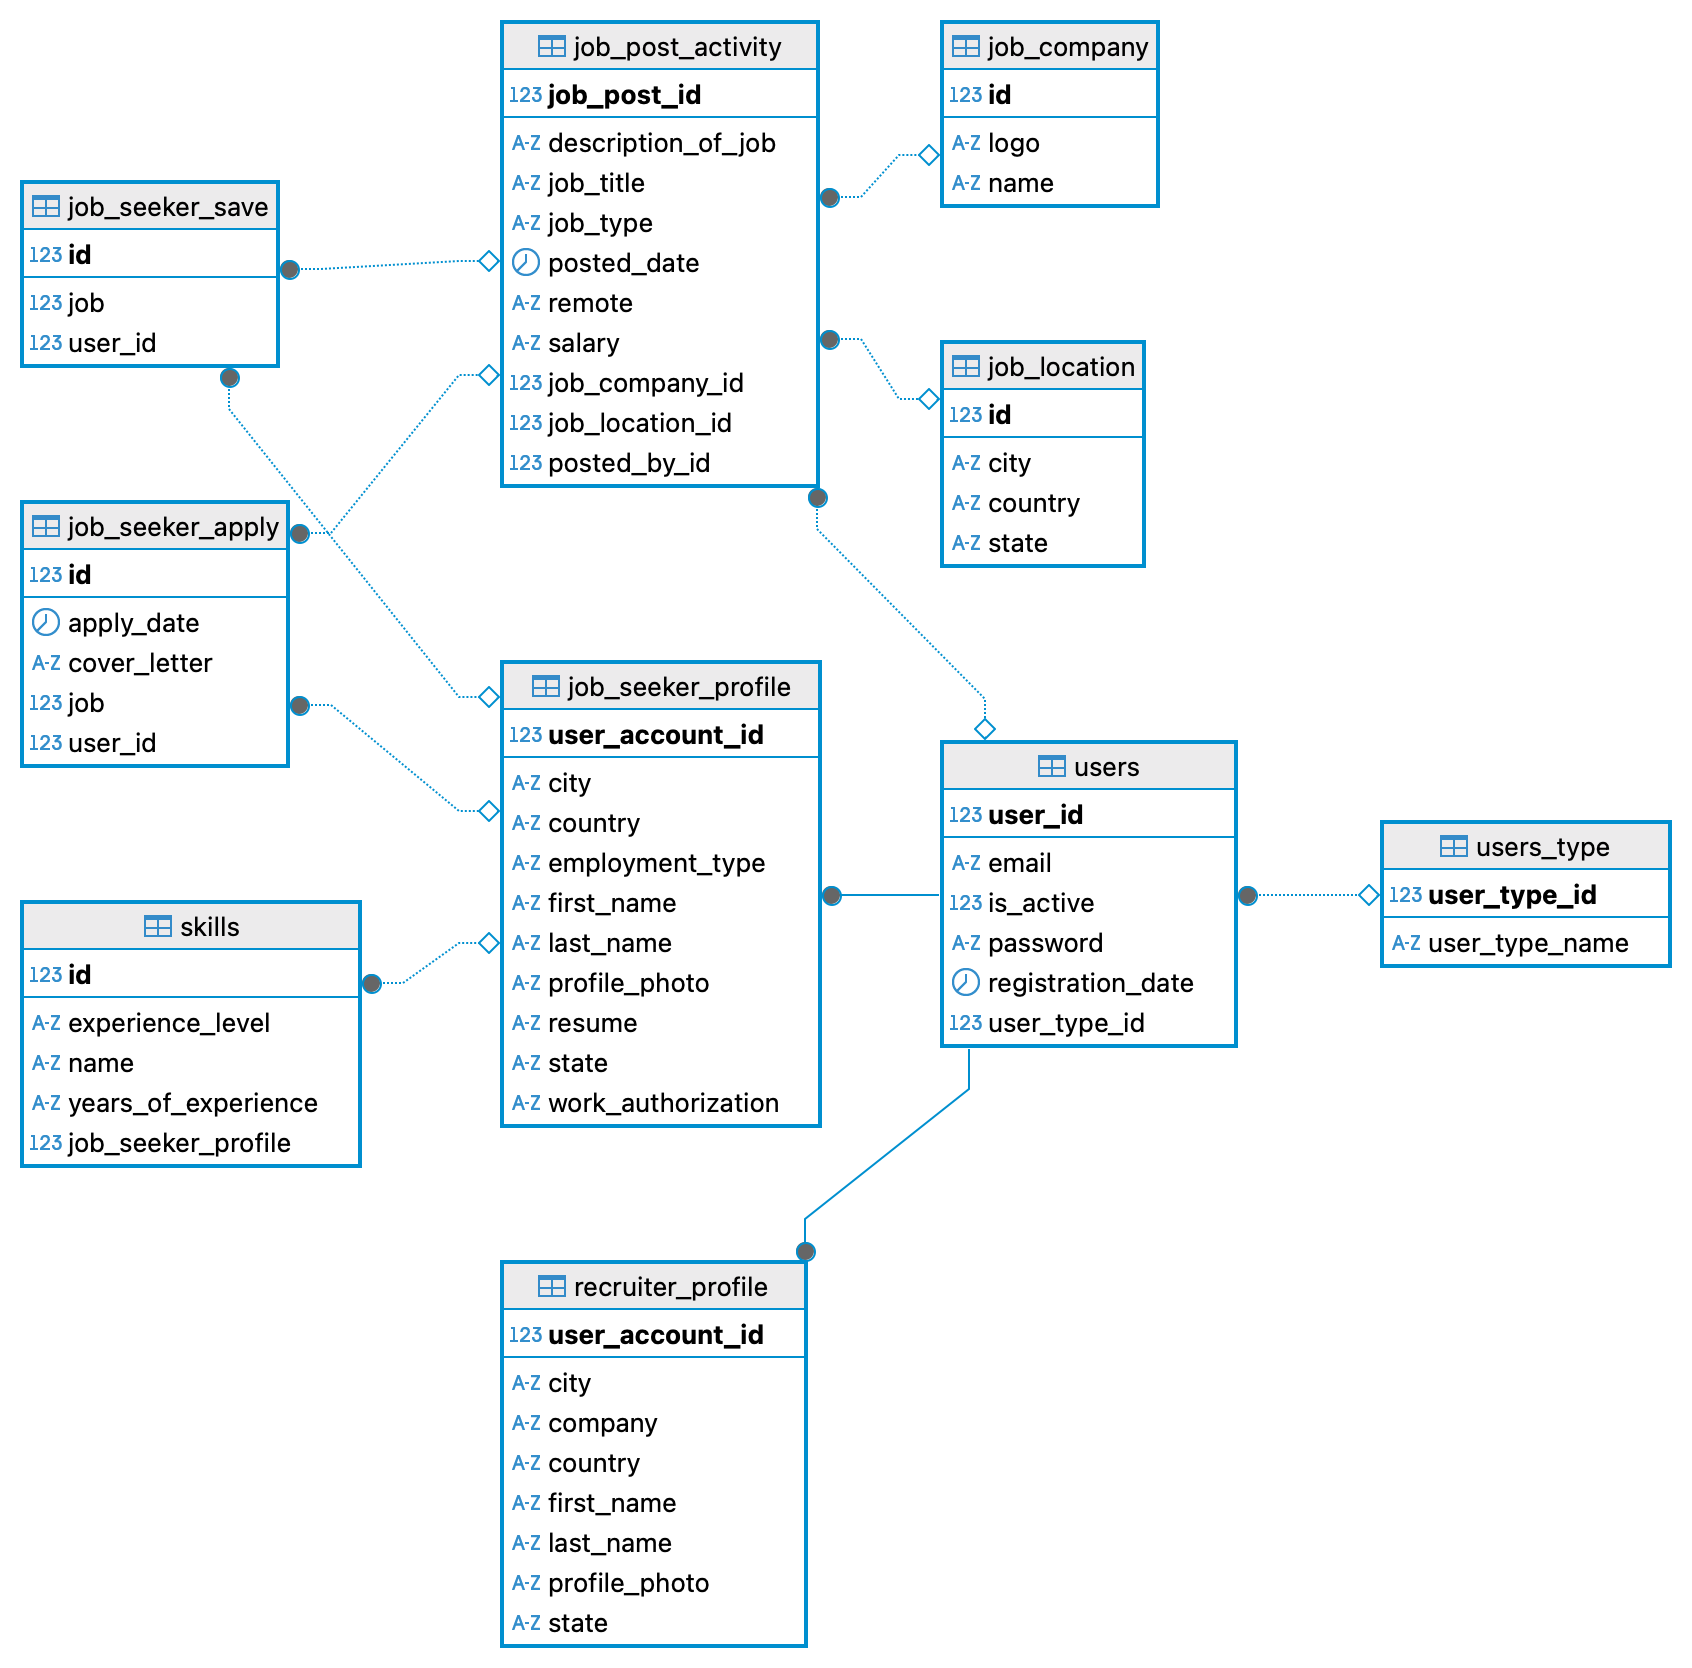 job_post_activity
123 job_post_id
A-Z description_of_job
A-Z job_title
A-Z job_type
posted_date
A-Z remote
A-Z salary
123 job_company_id
123 job_location_id
123 posted_by_id
job_company
123 id
A-Z logo
A-Z name
job_seeker_save
123 id
123 job
123 user_id
job_location
123 id
A-Z city
A-Z country
A-Z state
job_seeker_apply
123 id
apply_date
A-Z cover_letter
123 job
123 user_id
job_seeker_profile
123 user_account_id
A-Z city
A-Z country
A-Z employment_type
A-Z first_name
A-Z last_name
A-Z profile_photo
A-Z resume
A-Z state
A-Z work_authorization
users
123 user_id
A-Z email
123 is_active
A-Z password
registration_date
123 user_type_id
users_type
123 user_type_id
A-Z user_type_name
skills
123 id
A-Z experience_level
A-Z name
A-Z years_of_experience
123 job_seeker_profile
recruiter_profile
123 user_account_id
A-Z city
A-Z company
A-Z country
A-Z first_name
A-Z last_name
A-Z profile_photo
A-Z state